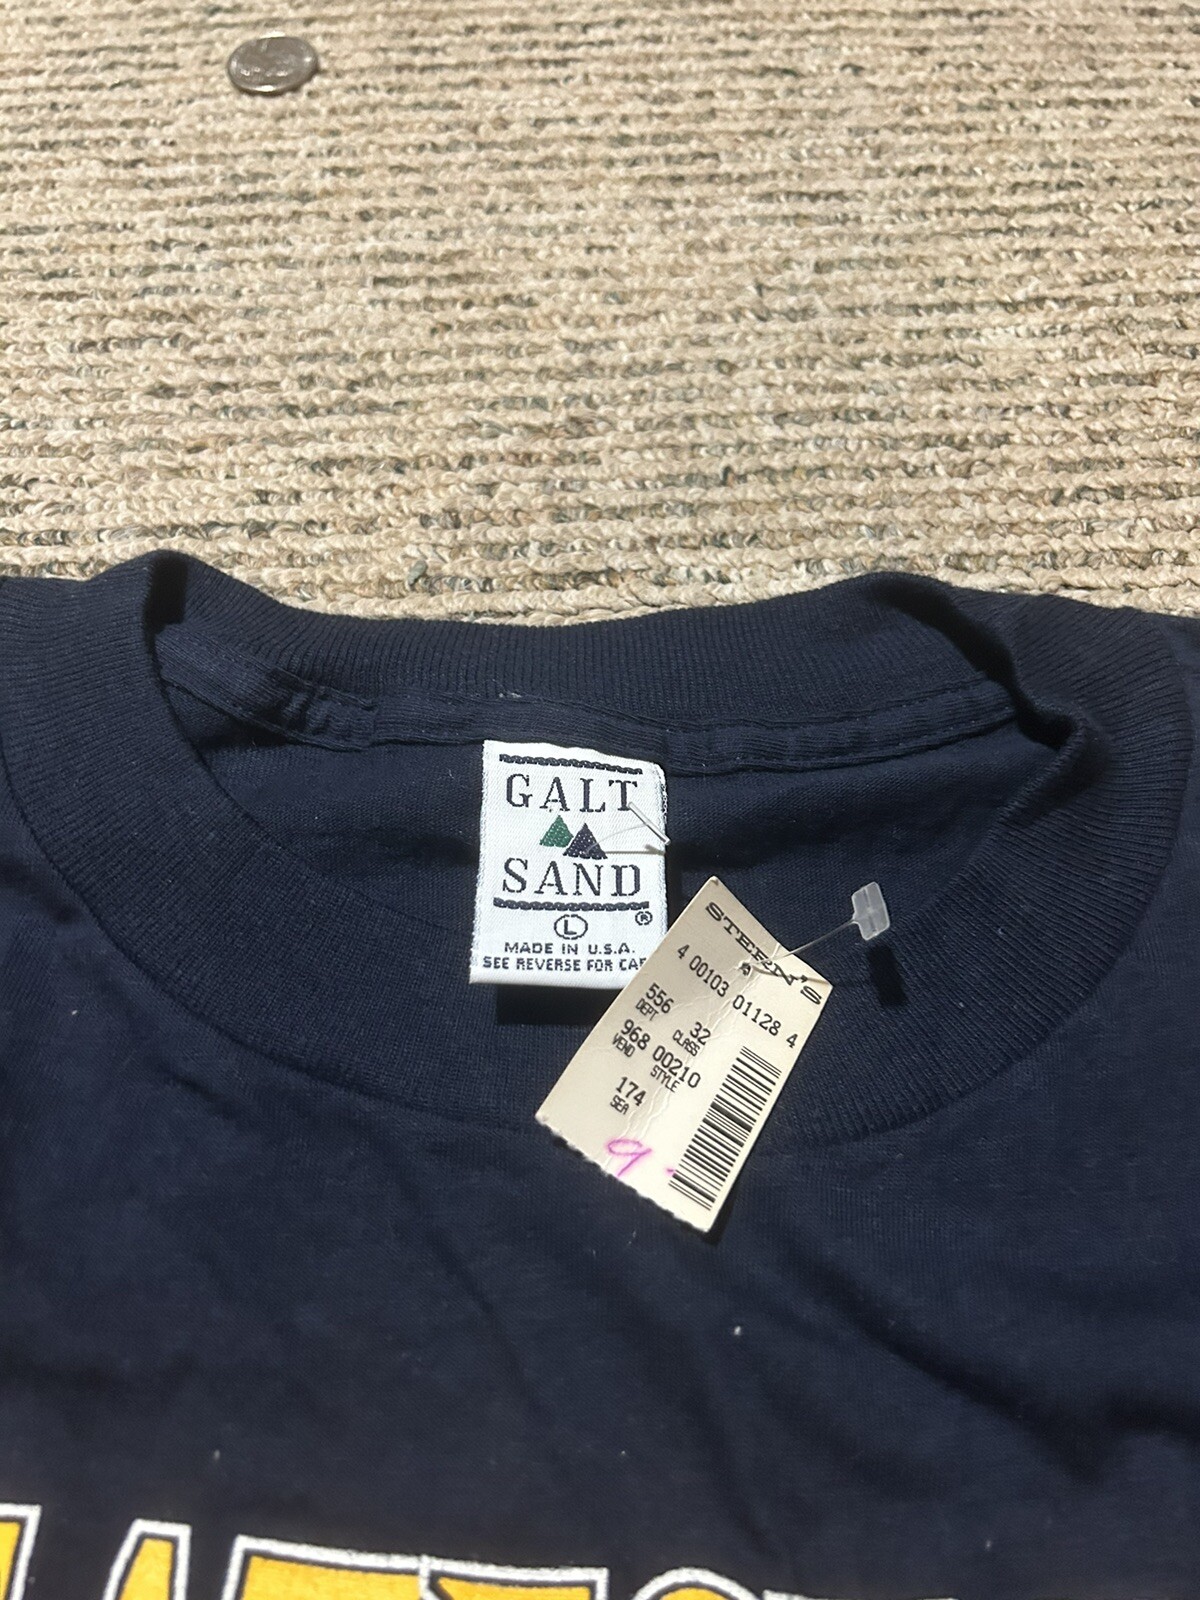 GALT
SAND
®
L
MADE IN U.S.A.
SEE REVERSE FOR
STERN'S
4 00103 01128 4
556 32
DEPT CLASS
968 00210
VEND STYLE
174
SEA
9